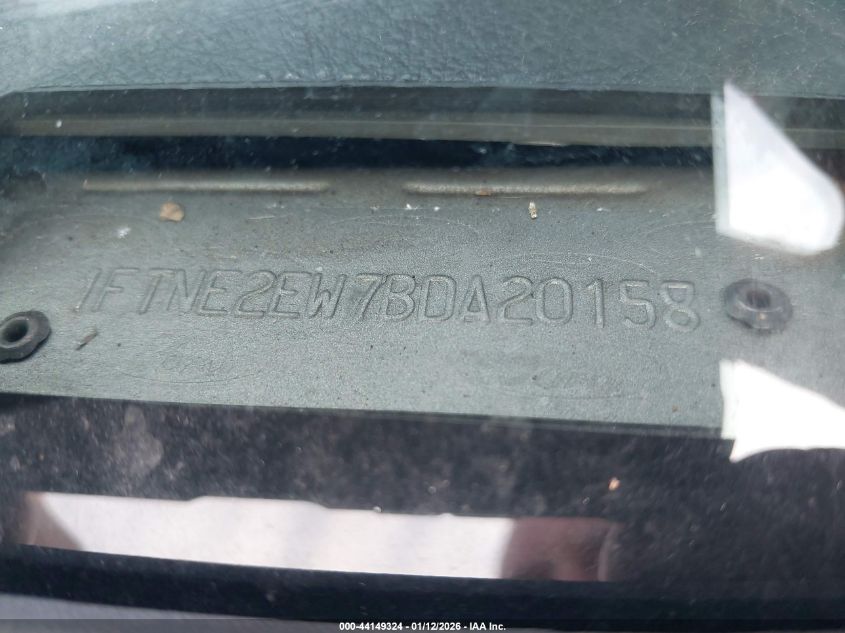 1FTNE2EW7BDA20158
000-44149324 - 01/12/2026 - IAA Inc.